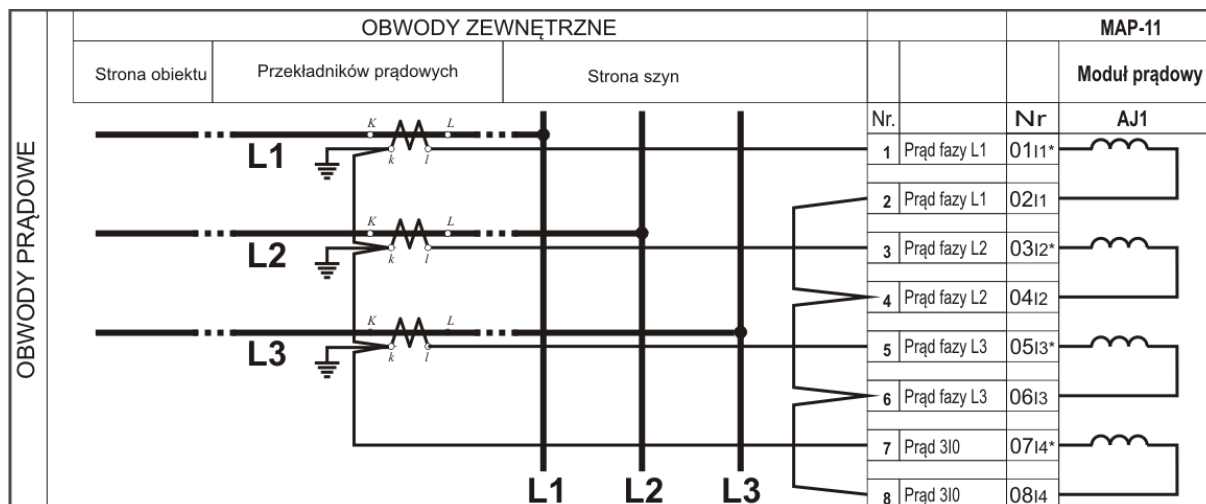 OBWODY PRĄDOWE
OBWODY ZEWNĘTRZNE MAP-11
Strona obiektu Przekładników prądowych Strona szyn Moduł prądowy
Nr. Nr AJ1
K L
L1 k l 1 Prąd fazy L1 01I1*
2 Prąd fazy L1 02I1
K L
L2 k l 3 Prąd fazy L2 03I2*
4 Prąd fazy L2 04I2
K L
L3 k l 5 Prąd fazy L3 05I3*
6 Prąd fazy L3 06I3
7 Prąd 3I0 07I4*
L1 L2 L3 8 Prąd 3I0 08I4